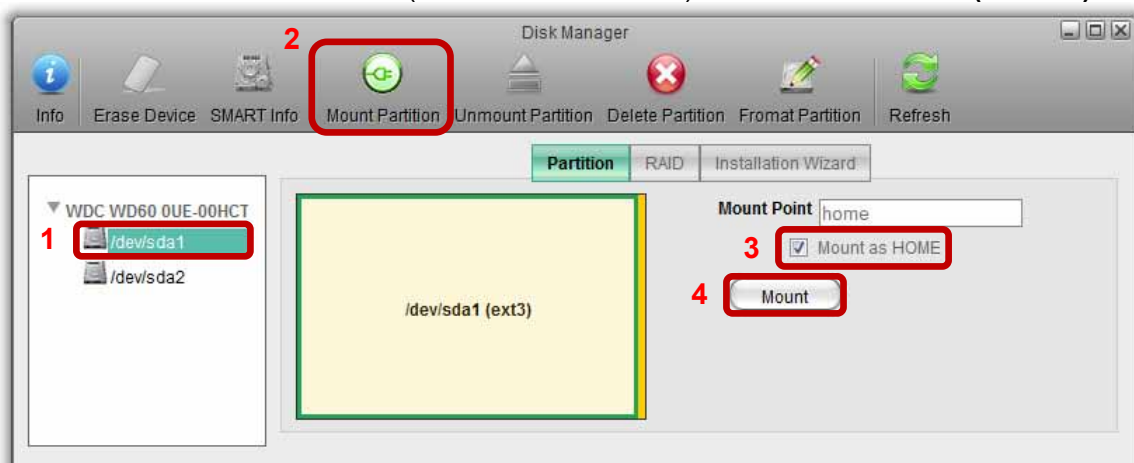 Disk Manager
2
Info Erase Device SMART Info Mount Partition Unmount Partition Delete Partition Fromat Partition Refresh
Partition RAID Installation Wizard
WDC WD60 0UE-00HCT
Mount Point home
1 /dev/sda1
3 Mount as HOME
/dev/sda2
4 Mount
/dev/sda1 (ext3)